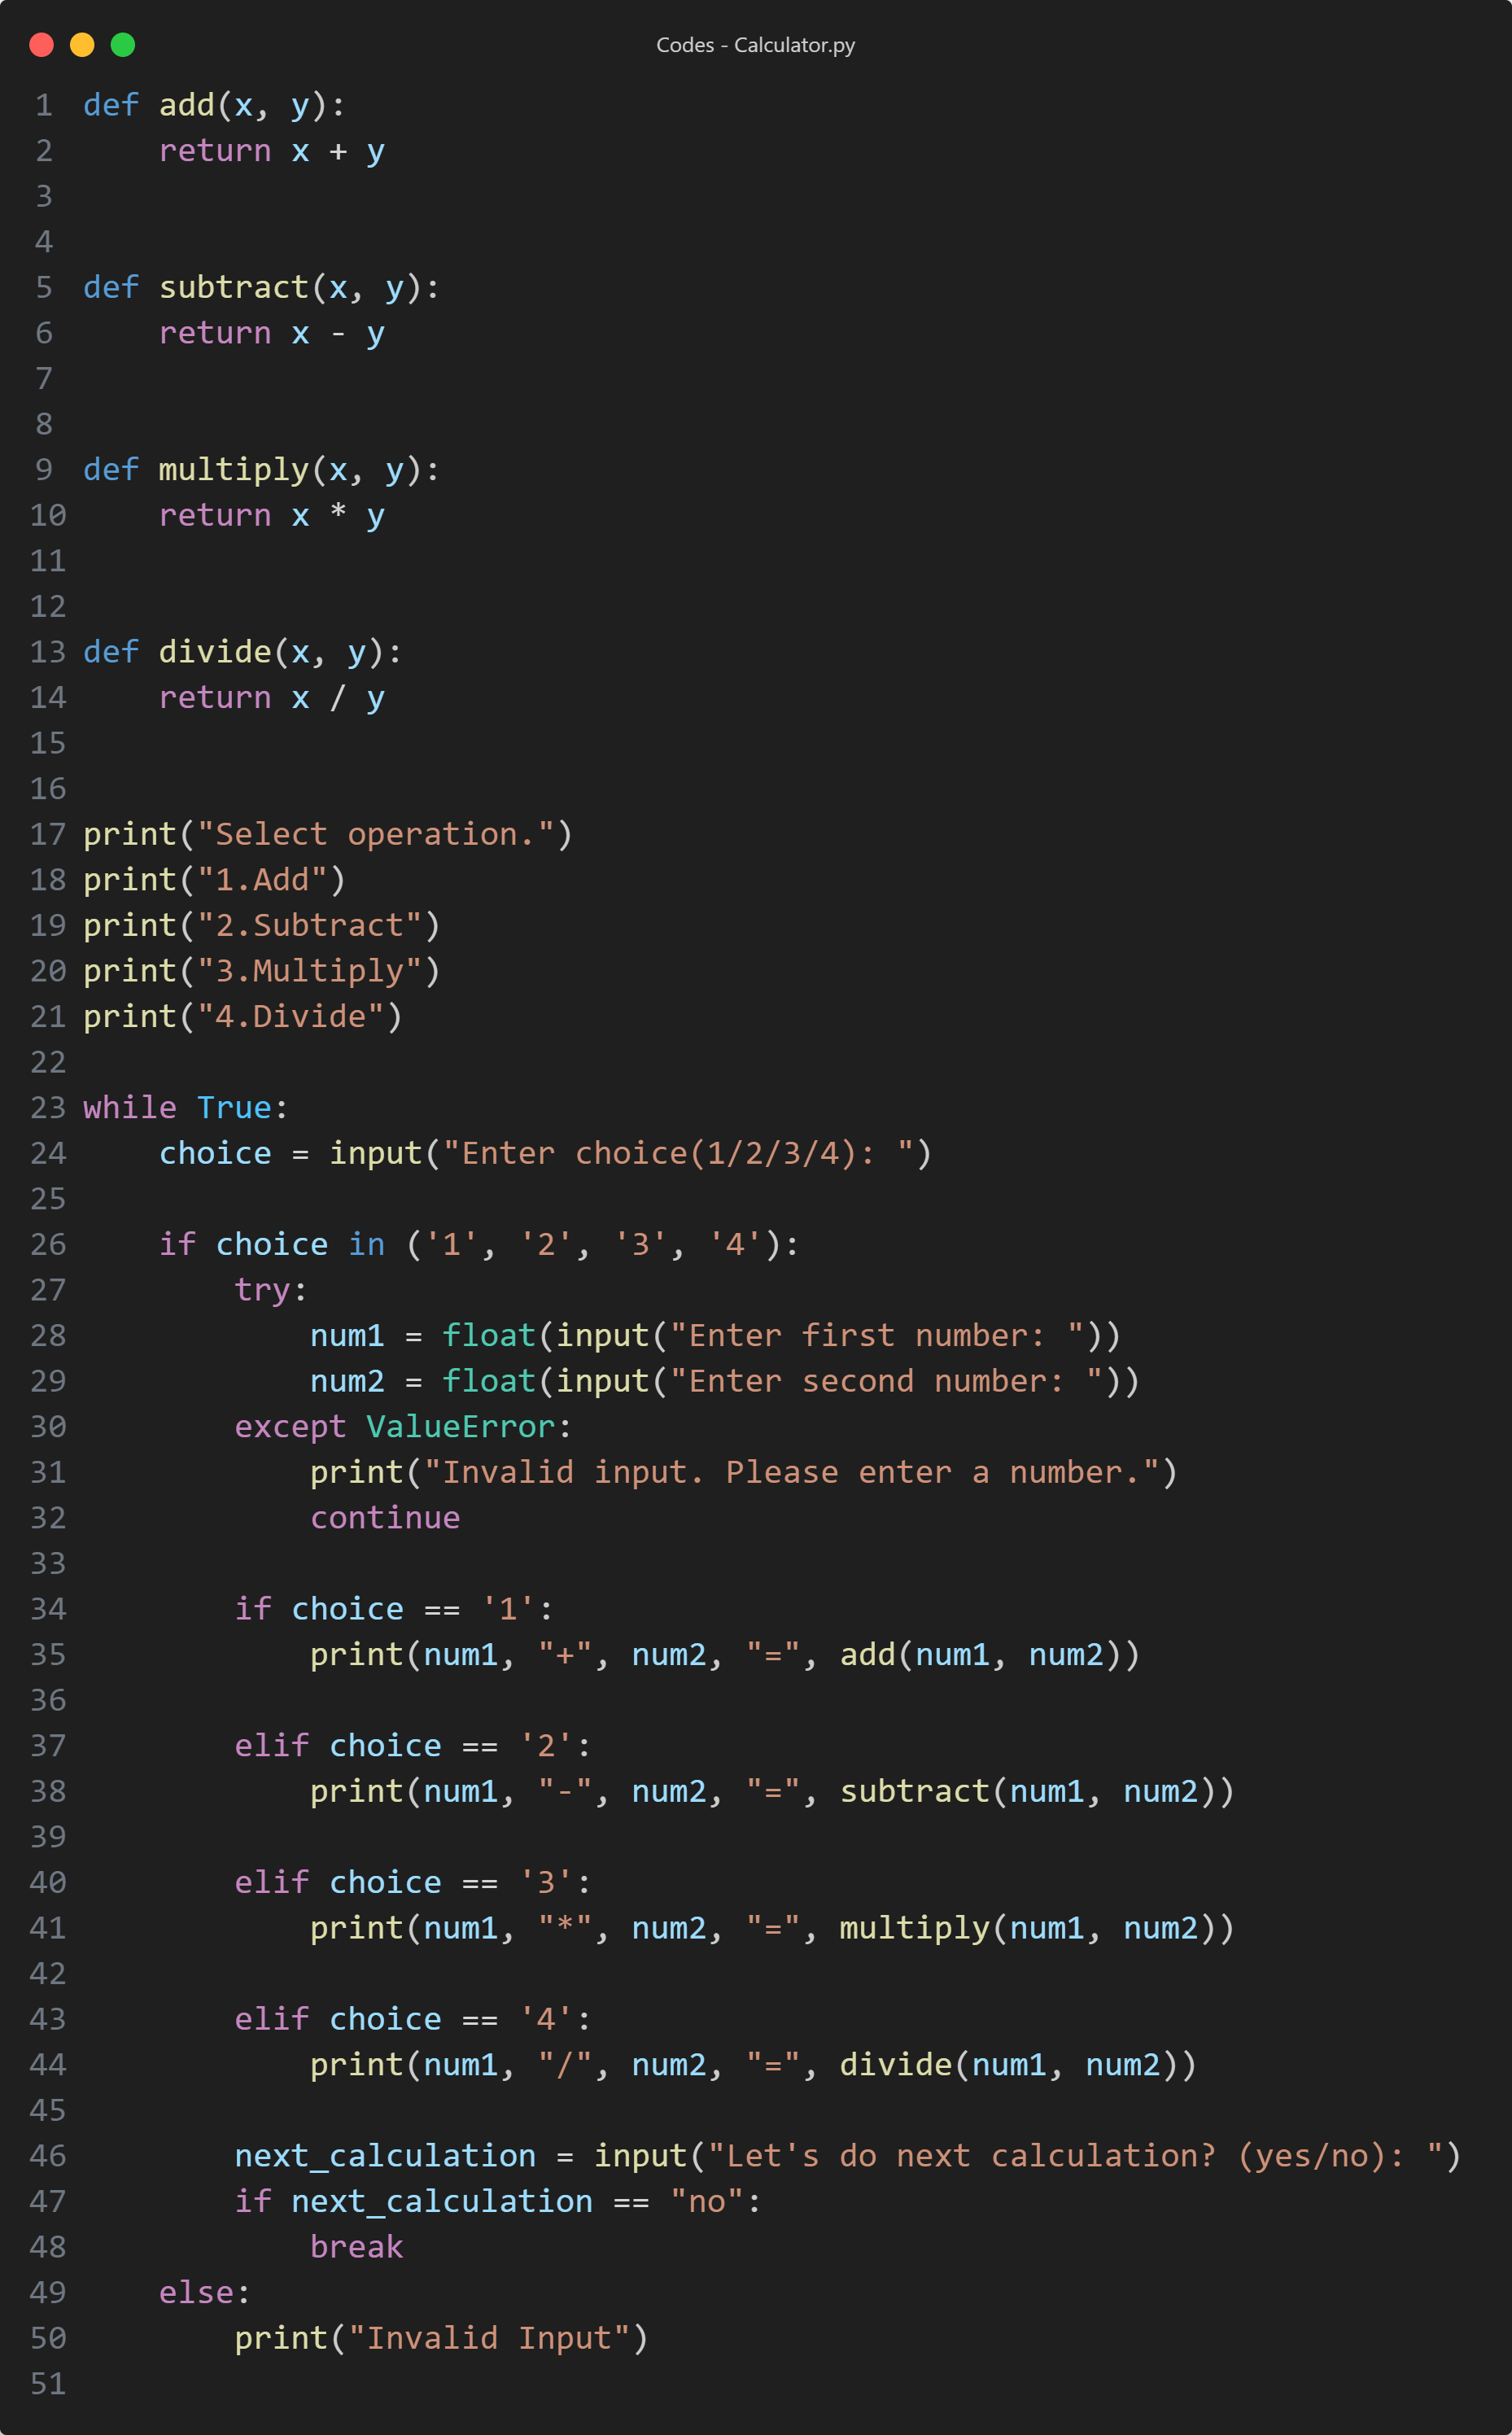 Codes - Calculator.py
1 def add(x, y):
2     return x + y
3
4
5 def subtract(x, y):
6     return x - y
7
8
9 def multiply(x, y):
10     return x * y
11
12
13 def divide(x, y):
14     return x / y
15
16
17 print("Select operation.")
18 print("1.Add")
19 print("2.Subtract")
20 print("3.Multiply")
21 print("4.Divide")
22
23 while True:
24     choice = input("Enter choice(1/2/3/4): ")
25
26     if choice in ('1', '2', '3', '4'):
27         try:
28             num1 = float(input("Enter first number: "))
29             num2 = float(input("Enter second number: "))
30         except ValueError:
31             print("Invalid input. Please enter a number.")
32             continue
33
34         if choice == '1':
35             print(num1, "+", num2, "=", add(num1, num2))
36
37         elif choice == '2':
38             print(num1, "-", num2, "=", subtract(num1, num2))
39
40         elif choice == '3':
41             print(num1, "*", num2, "=", multiply(num1, num2))
42
43         elif choice == '4':
44             print(num1, "/", num2, "=", divide(num1, num2))
45
46         next_calculation = input("Let's do next calculation? (yes/no): ")
47         if next_calculation == "no":
48             break
49     else:
50         print("Invalid Input")
51